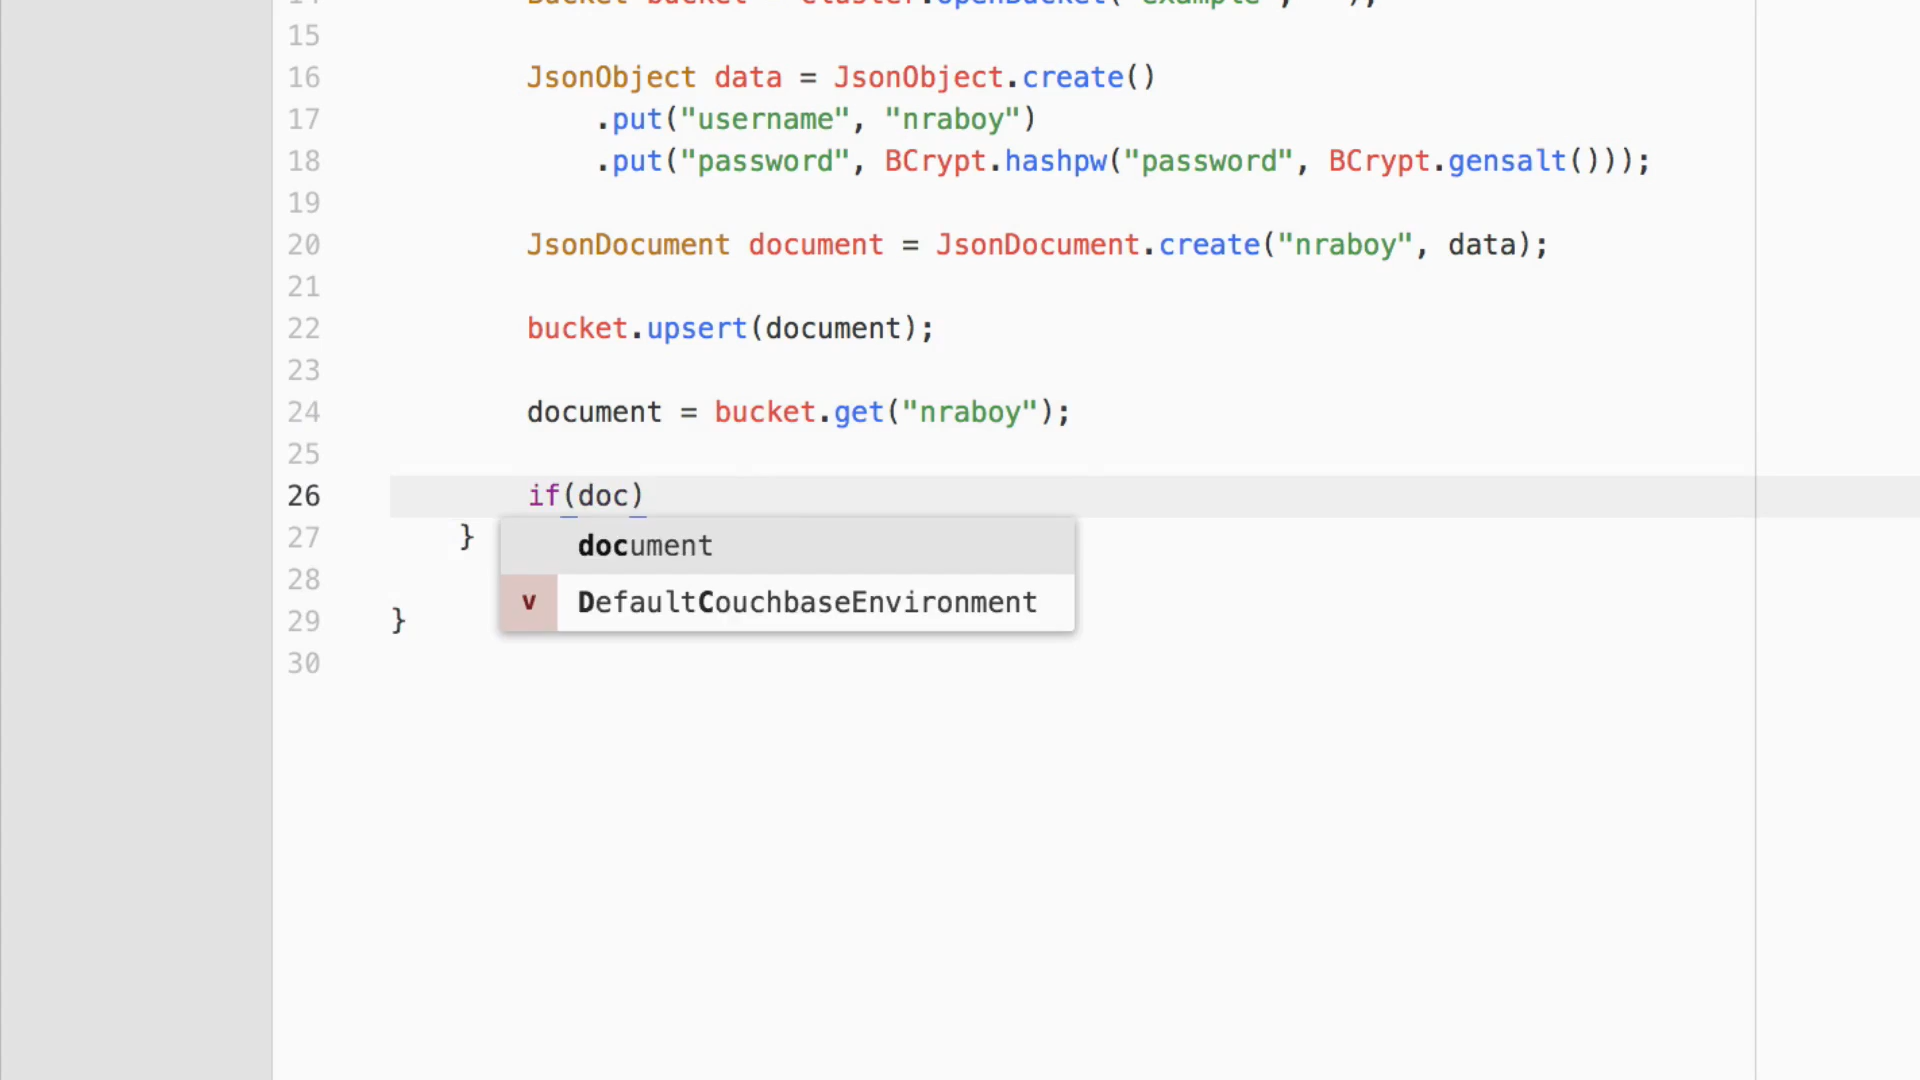 15
16 JsonObject data = JsonObject.create()
17 .put("username", "nraboy")
18 .put("password", BCrypt.hashpw("password", BCrypt.gensalt()));
19
20 JsonDocument document = JsonDocument.create("nraboy", data);
21
22 bucket.upsert(document);
23
24 document = bucket.get("nraboy");
25
26 if(doc)
27 }
document
28
v DefaultCouchbaseEnvironment
29 }
30